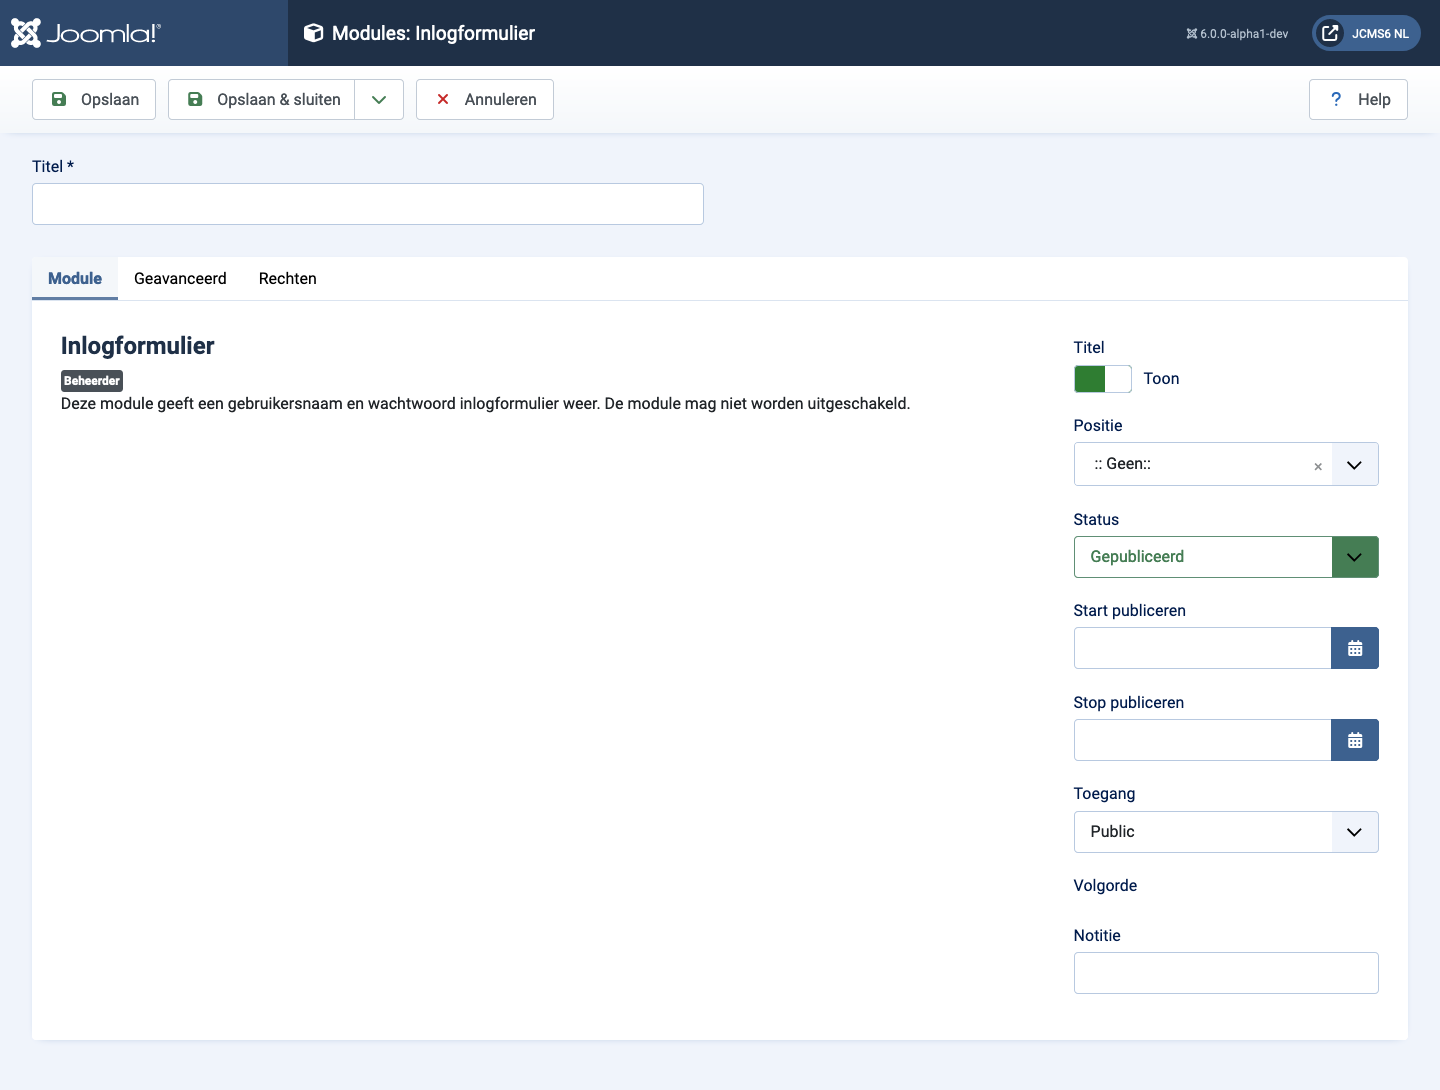 Joomla!®
Modules: Inlogformulier
6.0.0-alpha1-dev
JCMS6 NL
Opslaan
Opslaan & sluiten
Annuleren
? Help
Titel *
Module
Geavanceerd
Rechten
Inlogformulier
Beheerder
Deze module geeft een gebruikersnaam en wachtwoord inlogformulier weer. De module mag niet worden uitgeschakeld.
Titel
Toon
Positie
:: Geen::
Status
Gepubliceerd
Start publiceren
Stop publiceren
Toegang
Public
Volgorde
Notitie